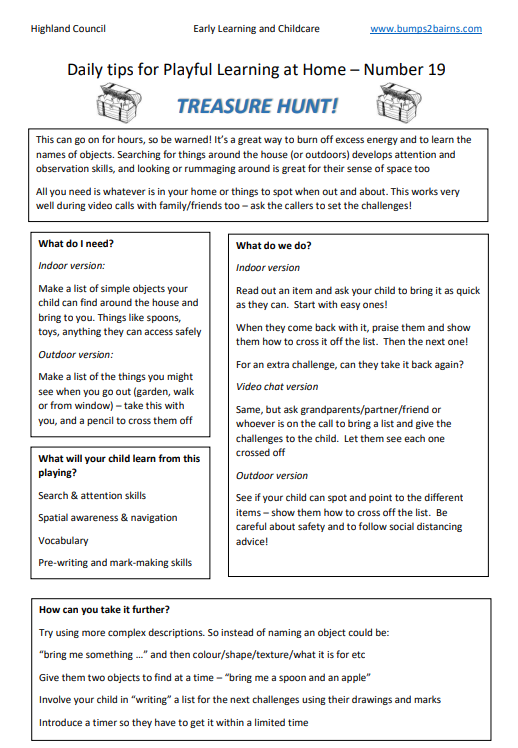 Highland Council Early Learning and Childcare www.bumps2bairns.com
Daily tips for Playful Learning at Home – Number 19
TREASURE HUNT!
This can go on for hours, so be warned! It's a great way to burn off excess energy and to learn the
names of objects. Searching for things around the house (or outdoors) develops attention and
observation skills, and looking or rummaging around is great for their sense of space too
All you need is whatever is in your home or things to spot when out and about. This works very
well during video calls with family/friends too – ask the callers to set the challenges!
What do I need?
Indoor version:
Make a list of simple objects your
child can find around the house and
bring to you. Things like spoons,
toys, anything they can access safely
Outdoor version:
Make a list of the things you might
see when you go out (garden, walk
or from window) – take this with
you, and a pencil to cross them off
What will your child learn from this
playing?
Search & attention skills
Spatial awareness & navigation
Vocabulary
Pre-writing and mark-making skills
What do we do?
Indoor version
Read out an item and ask your child to bring it as quick
as they can. Start with easy ones!
When they come back with it, praise them and show
them how to cross it off the list. Then the next one!
For an extra challenge, can they take it back again?
Video chat version
Same, but ask grandparents/partner/friend or
whoever is on the call to bring a list and give the
challenges to the child. Let them see each one
crossed off
Outdoor version
See if your child can spot and point to the different
items – show them how to cross off the list. Be
careful about safety and to follow social distancing
advice!
How can you take it further?
Try using more complex descriptions. So instead of naming an object could be:
"bring me something …" and then colour/shape/texture/what it is for etc
Give them two objects to find at a time – "bring me a spoon and an apple"
Involve your child in "writing" a list for the next challenges using their drawings and marks
Introduce a timer so they have to get it within a limited time